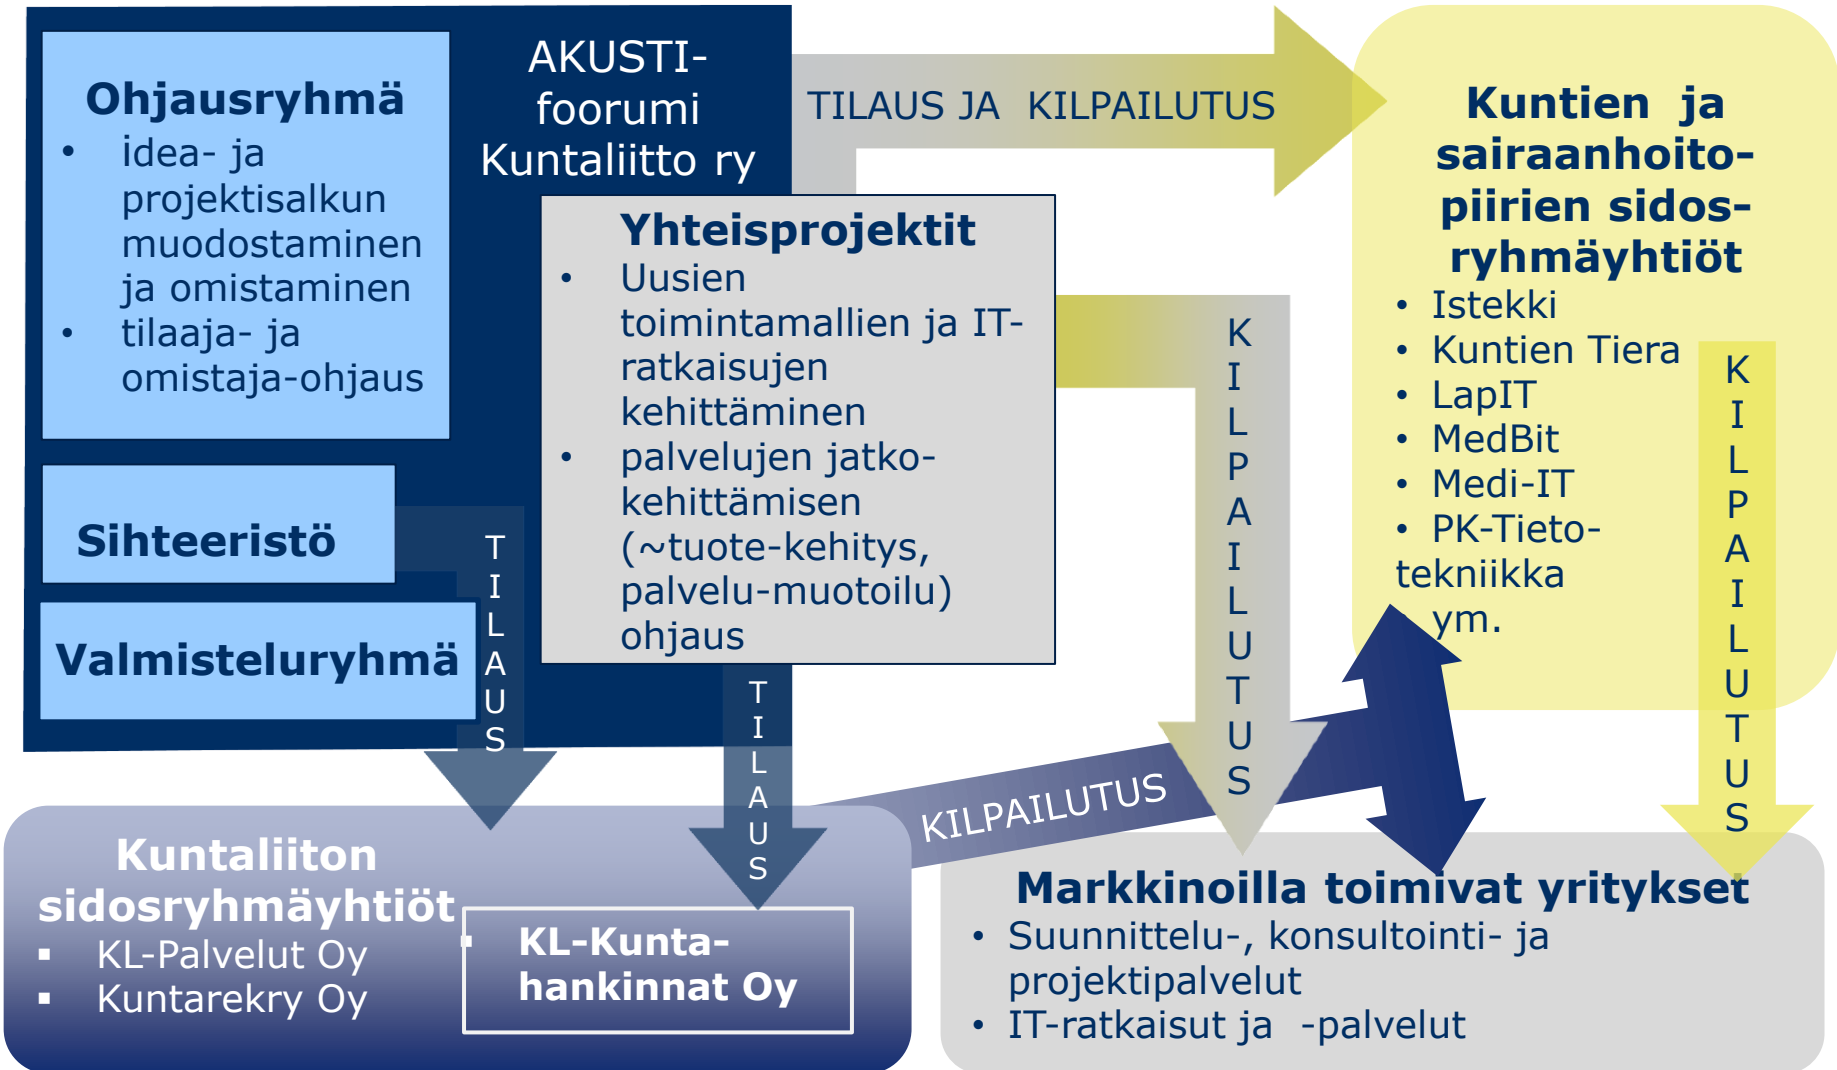 Ohjausryhmä
• idea- ja
projektisalkun
muodostaminen
ja omistaminen
• tilaaja- ja
omistaja-ohjaus
Sihteeristö
Valmisteluryhmä
AKUSTI-
foorumi
Kuntaliitto ry
Yhteisprojektit
• Uusien
toimintamallien ja IT-
ratkaisujen
kehittäminen
• palvelujen jatko-
kehittämisen
(~tuote-kehitys,
palvelu-muotoilu)
ohjaus
TILAUS JA KILPAILUTUS
TILAUS
TILAUS
KILPAILUTUS
KILPAILUTUS
KILPAILUTUS
Kuntien ja
sairaanhoito-
piirien sidos-
ryhmäyhtiöt
• Istekki
• Kuntien Tiera
• LapIT
• MedBit
• Medi-IT
• PK-Tieto-
tekniikka
ym.
Kuntaliiton
sidosryhmäyhtiöt
▪ KL-Palvelut Oy
▪ Kuntarekry Oy
▪ KL-Kunta-
hankinnat Oy
Markkinoilla toimivat yritykset
• Suunnittelu-, konsultointi- ja
projektipalvelut
• IT-ratkaisut ja -palvelut